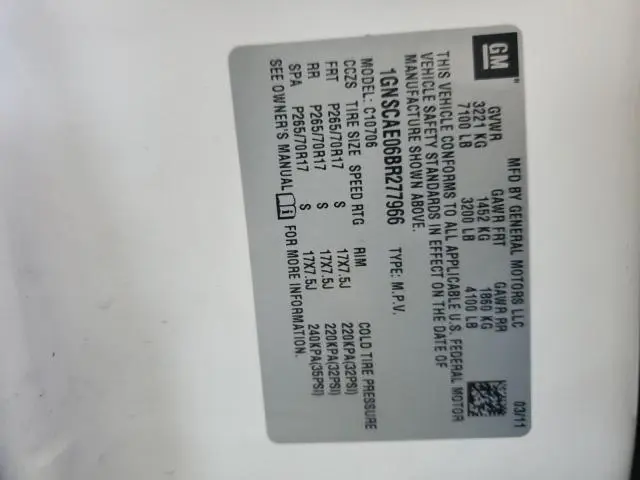 GM
MFD BY GENERAL MOTORS LLC 03/11
GVWR GAWR FRT GAWR RR
3221 KG 1452 KG 1860 KG
7100 LB 3200 LB 4100 LB
THIS VEHICLE CONFORMS TO ALL APPLICABLE U.S. FEDERAL MOTOR
VEHICLE SAFETY STANDARDS IN EFFECT ON THE DATE OF
MANUFACTURE SHOWN ABOVE.
1GNSCAE06BR277966 TYPE: M.P.V.
MODEL: C10706
CCZS TIRE SIZE SPEED RTG RIM COLD TIRE PRESSURE
FRT P265/70R17 S 17X7.5J 220KPA(32PSI)
RR P265/70R17 S 17X7.5J 220KPA(32PSI)
SPA P265/70R17 S 17X7.5J 240KPA(35PSI)
SEE OWNER'S MANUAL FOR MORE INFORMATION.